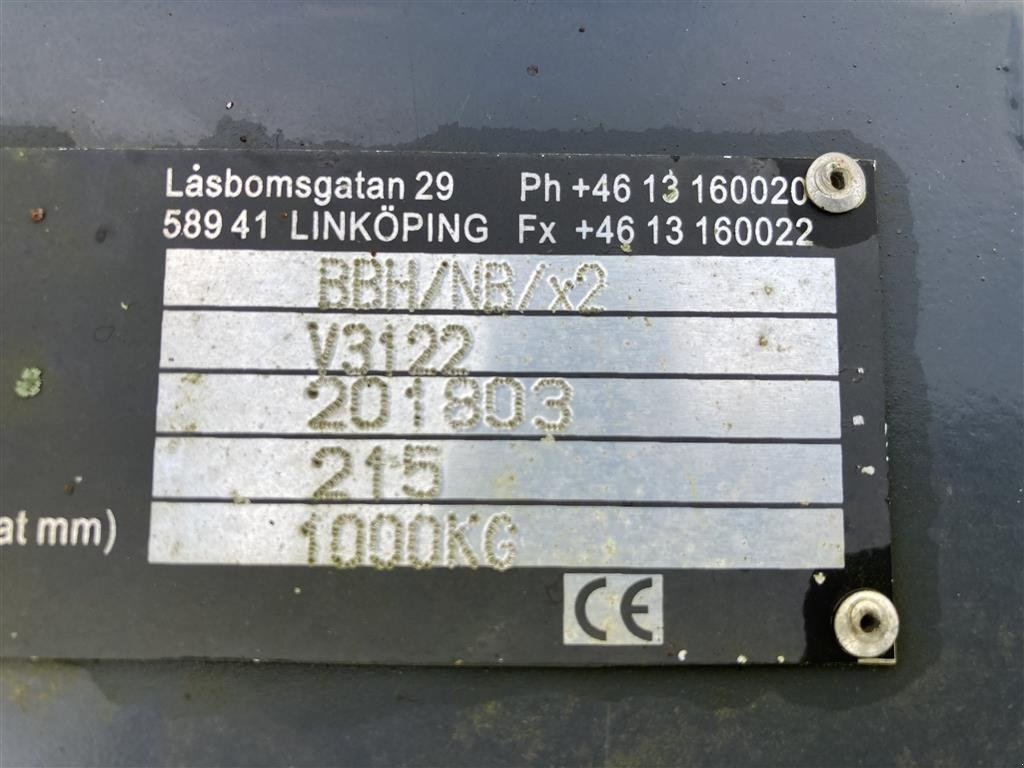 Låsbomsgatan 29 Ph +46 13 160020
589 41 LINKÖPING Fx +46 13 160022
BBH/NB/x2
V3122
201803
215
at mm) 1000KG
CE